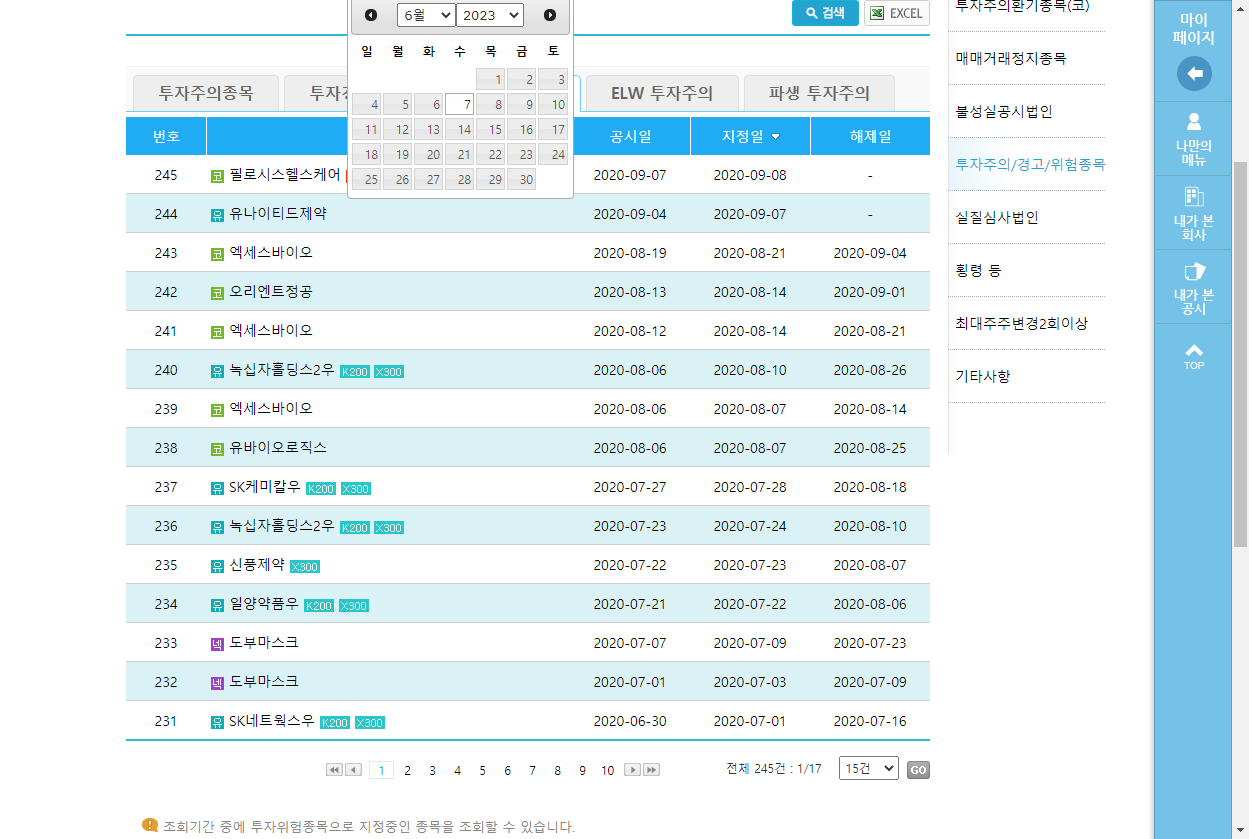 6월 2023
검색 EXCEL
일 월 화 수 목 금 토
1 2 3
4 5 6 7 8 9 10
11 12 13 14 15 16 17
18 19 20 21 22 23 24
25 26 27 28 29 30
투자주의종목 투자 ELW 투자주의 파생 투자주의
번호 공시일 지정일 해제일
245 코 필로시스헬스케어 2020-09-07 2020-09-08 -
244 유 유나이티드제약 2020-09-04 2020-09-07 -
243 코 엑세스바이오 2020-08-19 2020-08-21 2020-09-04
242 코 오리엔트정공 2020-08-13 2020-08-14 2020-09-01
241 코 엑세스바이오 2020-08-12 2020-08-14 2020-08-21
240 유 녹십자홀딩스2우 K200 X300 2020-08-06 2020-08-10 2020-08-26
239 코 엑세스바이오 2020-08-06 2020-08-07 2020-08-14
238 코 유바이오로직스 2020-08-06 2020-08-07 2020-08-25
237 유 SK케미칼우 K200 X300 2020-07-27 2020-07-28 2020-08-18
236 유 녹십자홀딩스2우 K200 X300 2020-07-23 2020-07-24 2020-08-10
235 유 신풍제약 X300 2020-07-22 2020-07-23 2020-08-07
234 유 일양약품우 K200 X300 2020-07-21 2020-07-22 2020-08-06
233 넥 도부마스크 2020-07-07 2020-07-09 2020-07-23
232 넥 도부마스크 2020-07-01 2020-07-03 2020-07-09
231 유 SK네트웍스우 K200 X300 2020-06-30 2020-07-01 2020-07-16
1 2 3 4 5 6 7 8 9 10 전체 245건 : 1/17 15건 GO
조회기간 중에 투자위험종목으로 지정중인 종목을 조회할 수 있습니다.
투자주의환기종목(코)
매매거래정지종목
불성실공시법인
투자주의/경고/위험종목
실질심사법인
횡령 등
최대주주변경2회이상
기타사항
마이
페이지
나만의
메뉴
내가 본
회사
내가 본
공시
TOP